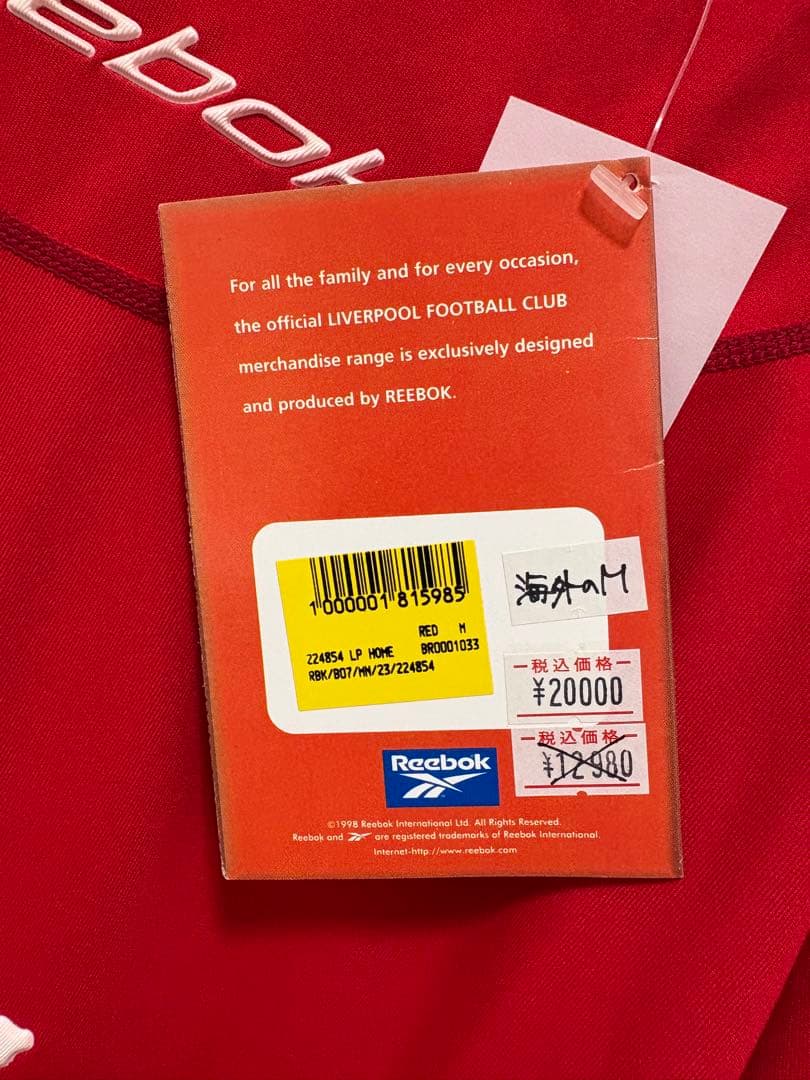 ebok
For all the family and for every occasion,
the official LIVERPOOL FOOTBALL CLUB
merchandise range is exclusively designed
and produced by REEBOK.
1 000001 815985
RED M
224854 LP HOME BR0001033
RBK/B07/MN/23/224854
海外のM
税込価格
¥20000
税込価格
¥12980
Reebok
©1998 Reebok International Ltd. All Rights Reserved.
Reebok and are registered trademarks of Reebok International.
Internet-http://www.reebok.com